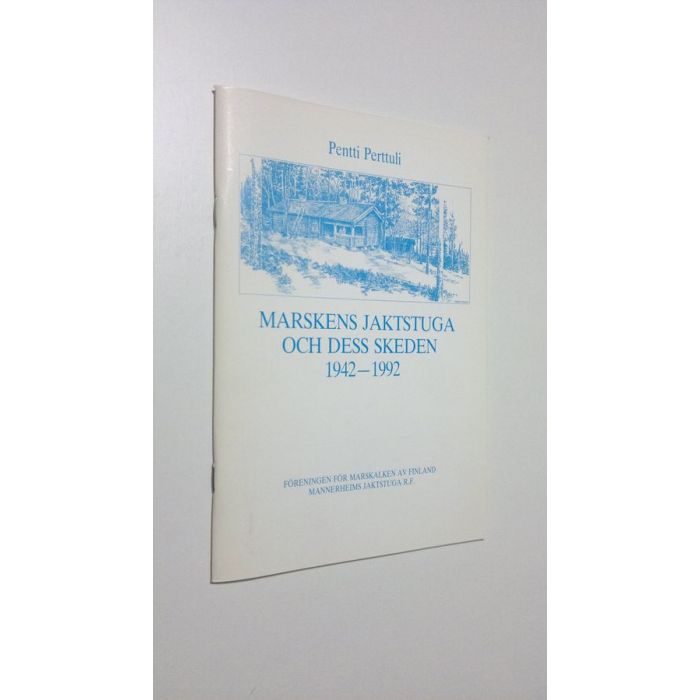 Pentti Perttuli
MARSKENS JAKTSTUGA
OCH DESS SKEDEN
1942—1992
FÖRENINGEN FÖR MARSKALKEN AV FINLAND
MANNERHEIMS JAKTSTUGA R.F.